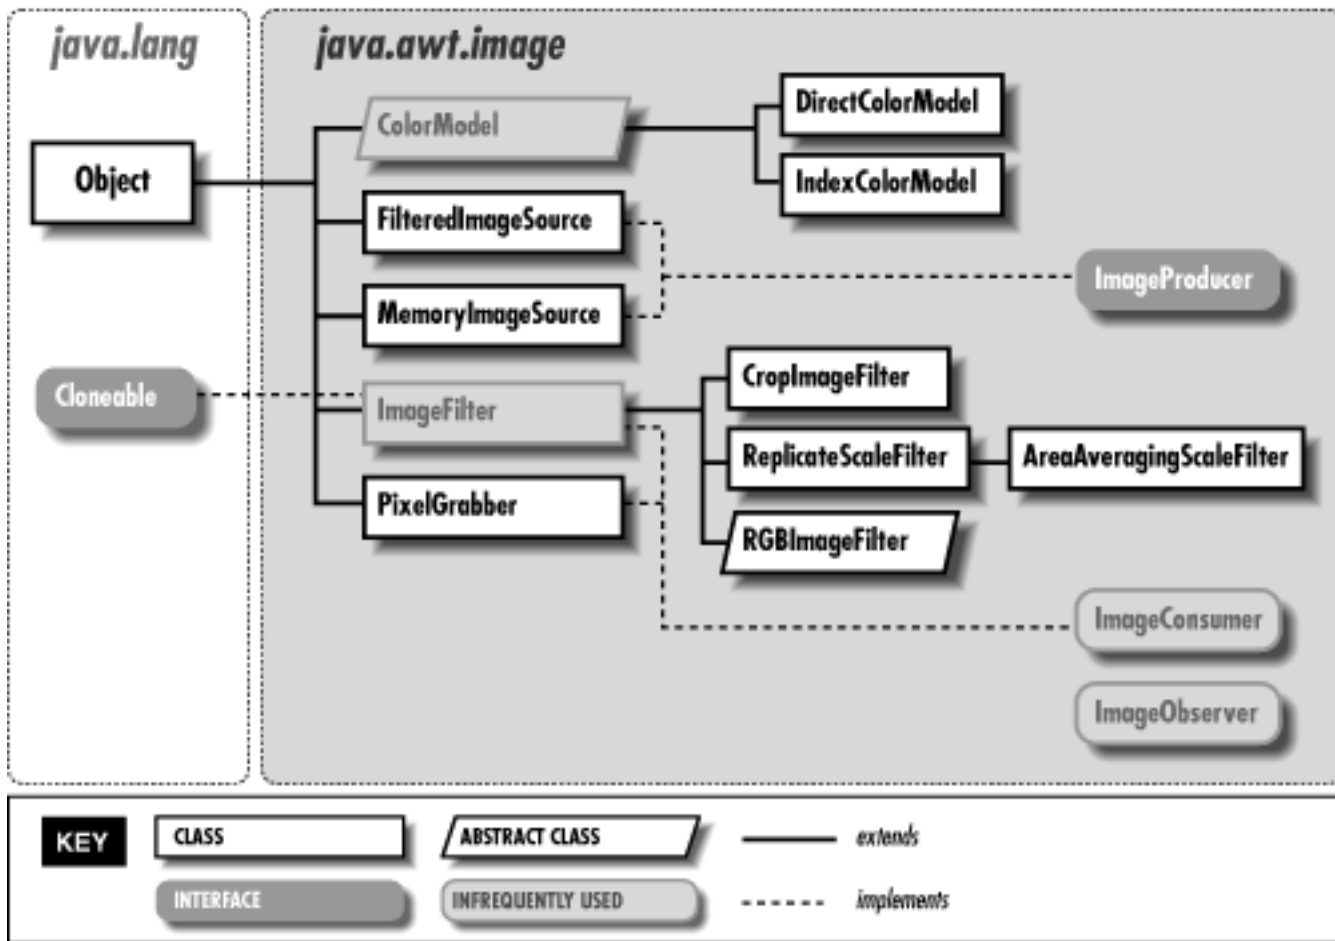 java.lang
java.awt.image
Object
Cloneable
ColorModel
DirectColorModel
IndexColorModel
FilteredImageSource
MemoryImageSource
ImageProducer
ImageFilter
CropImageFilter
ReplicateScaleFilter
AreaAveragingScaleFilter
RGBImageFilter
PixelGrabber
ImageConsumer
ImageObserver
KEY
CLASS
ABSTRACT CLASS
extends
INTERFACE
INFREQUENTLY USED
implements